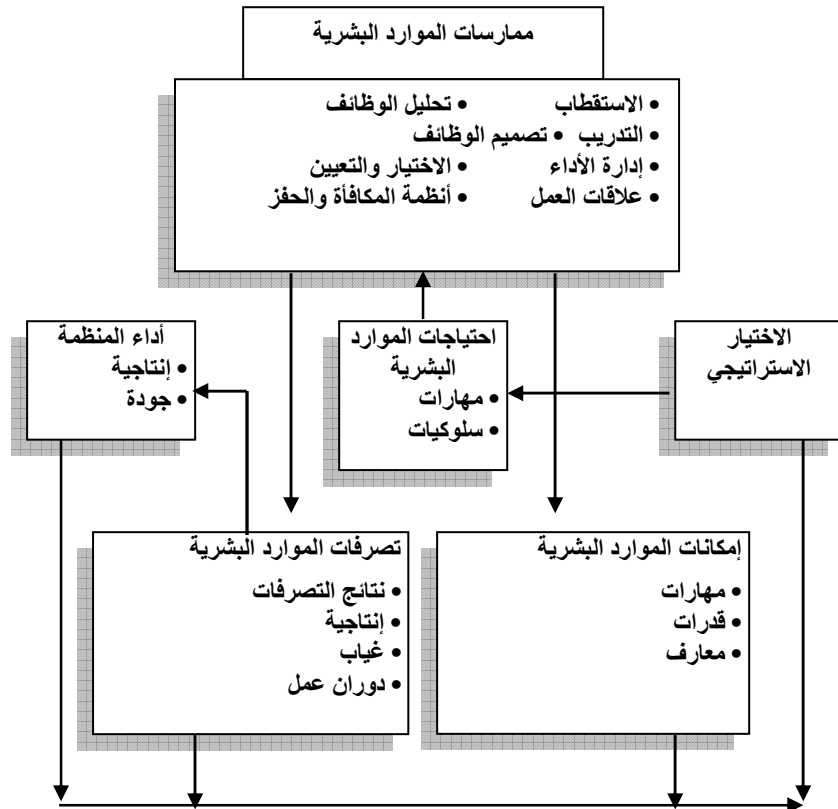 ممارسات الموارد البشرية
• الاستقطاب • تحليل الوظائف
• التدريب • تصميم الوظائف
• إدارة الأداء • الاختيار والتعيين
• علاقات العمل • أنظمة المكافأة والحفز
الاختيار
الاستراتيجي
احتياجات الموارد
البشرية
• مهارات
• سلوكيات
أداء المنظمة
• إنتاجية
• جودة
إمكانات الموارد البشرية
• مهارات
• قدرات
• معارف
تصرفات الموارد البشرية
• نتائج التصرفات
• إنتاجية
• غياب
• دوران عمل